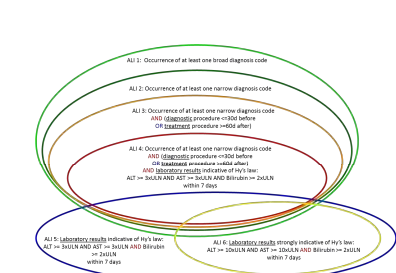 ALI 1: Occurrence of at least one broad diagnosis code
ALI 2: Occurrence of at least one narrow diagnosis code
ALI 3: Occurrence of at least one narrow diagnosis code
AND (diagnostic procedure <=30d before
OR treatment procedure >=60d after)
ALI 4: Occurrence of at least one narrow diagnosis code
AND (diagnostic procedure <=30d before
OR treatment procedure >=60d after)
AND laboratory results indicative of Hy's law:
ALT >= 3xULN AND AST >= 3xULN AND Bilirubin >= 2xULN
within 7 days
ALI 5: Laboratory results indicative of Hy's law:
ALT >= 3xULN AND AST >= 3xULN AND Bilirubin
>= 2xULN
within 7 days
ALI 6: Laboratory results strongly indicative of Hy's law:
ALT >= 10xULN AND AST >= 10xULN AND Bilirubin >= 2xULN
within 7 days